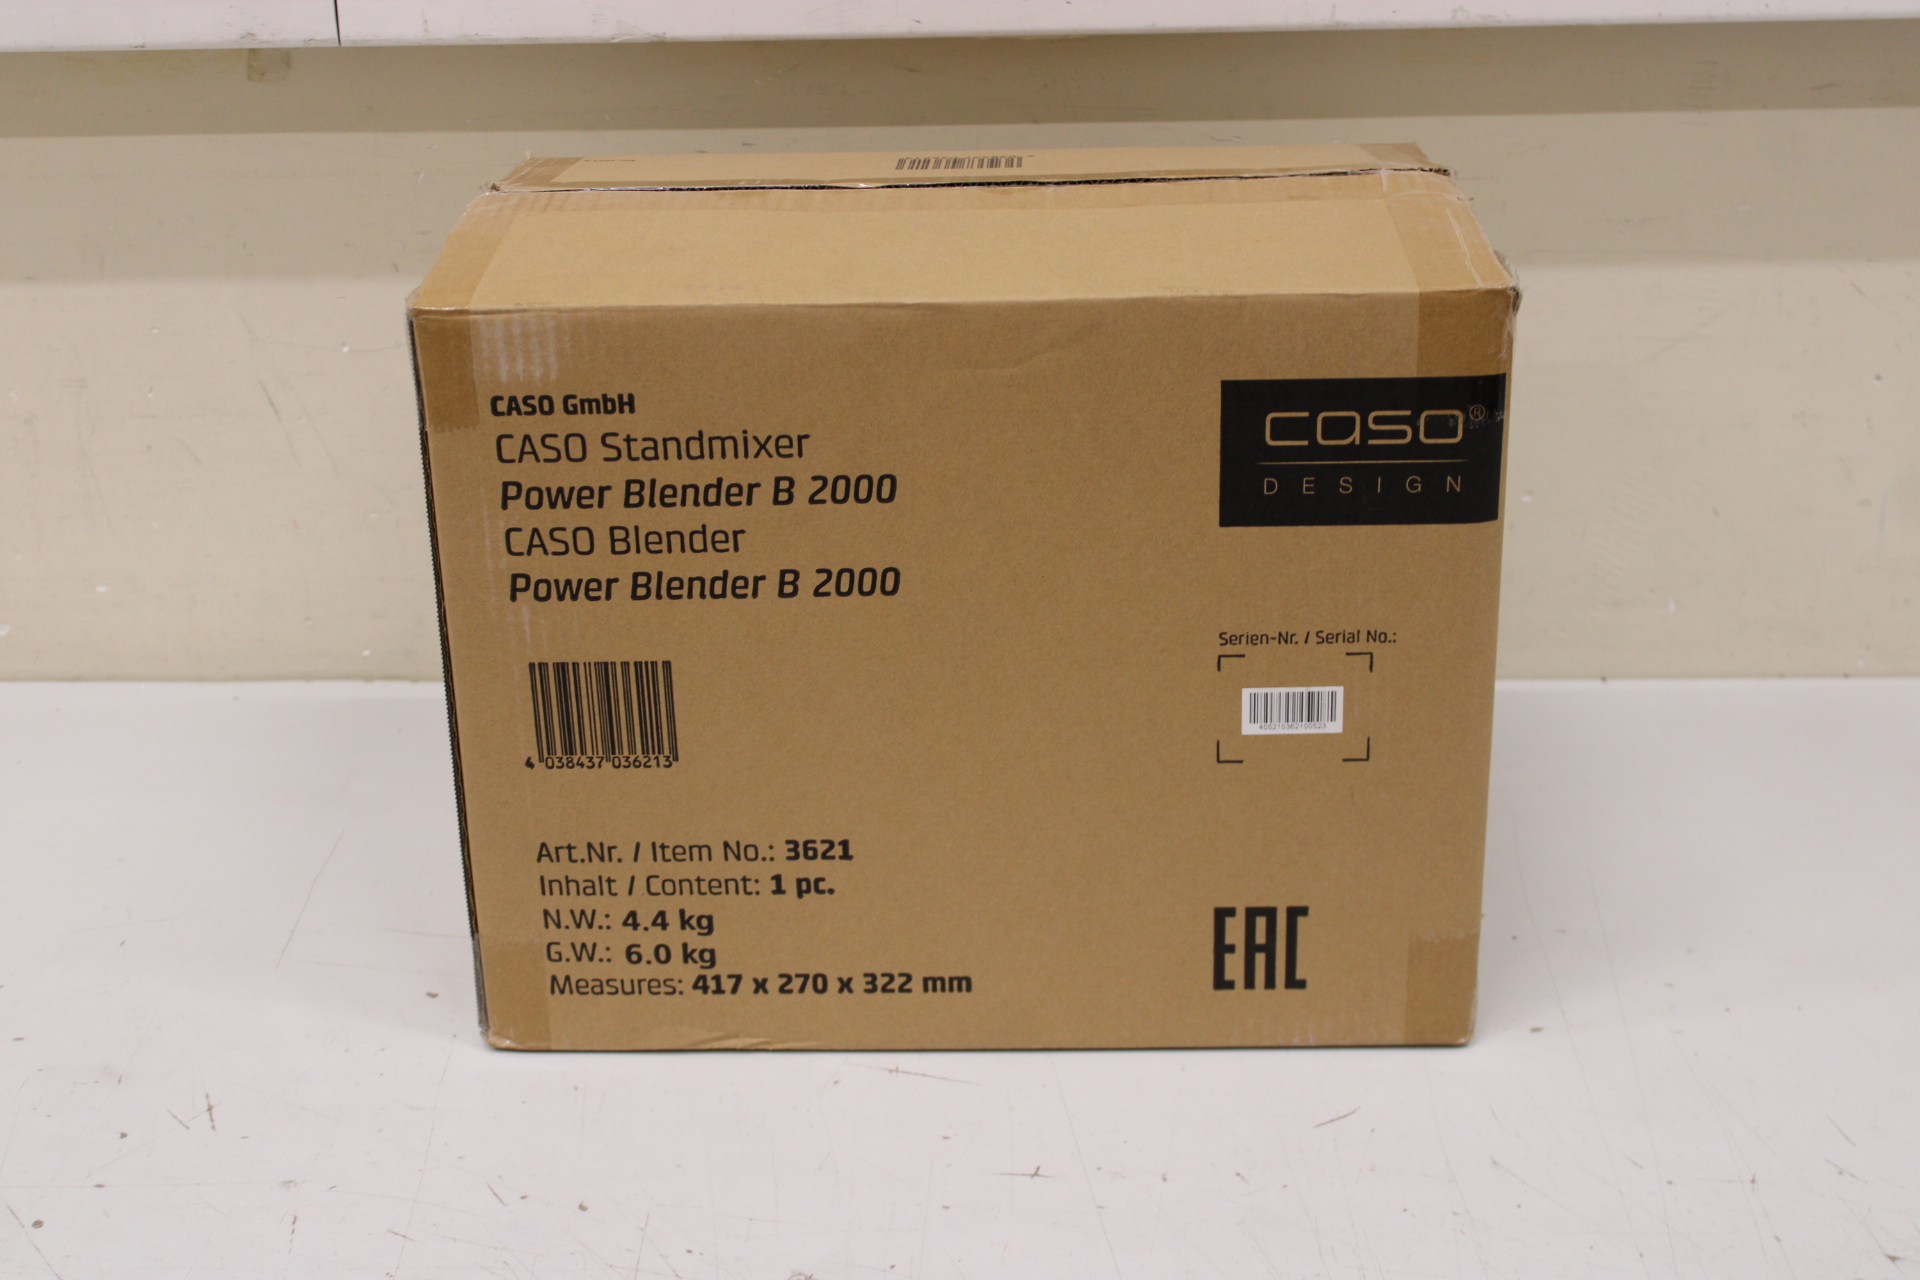 CASO GmbH
CASO Standmixer
Power Blender B 2000
CASO Blender
Power Blender B 2000
caso®
DESIGN
Serien-Nr. / Serial No.:
4 038437 036213
Art.Nr. / Item No.: 3621
Inhalt / Content: 1 pc.
N.W.: 4.4 kg
G.W.: 6.0 kg
Measures: 417 x 270 x 322 mm
EAC